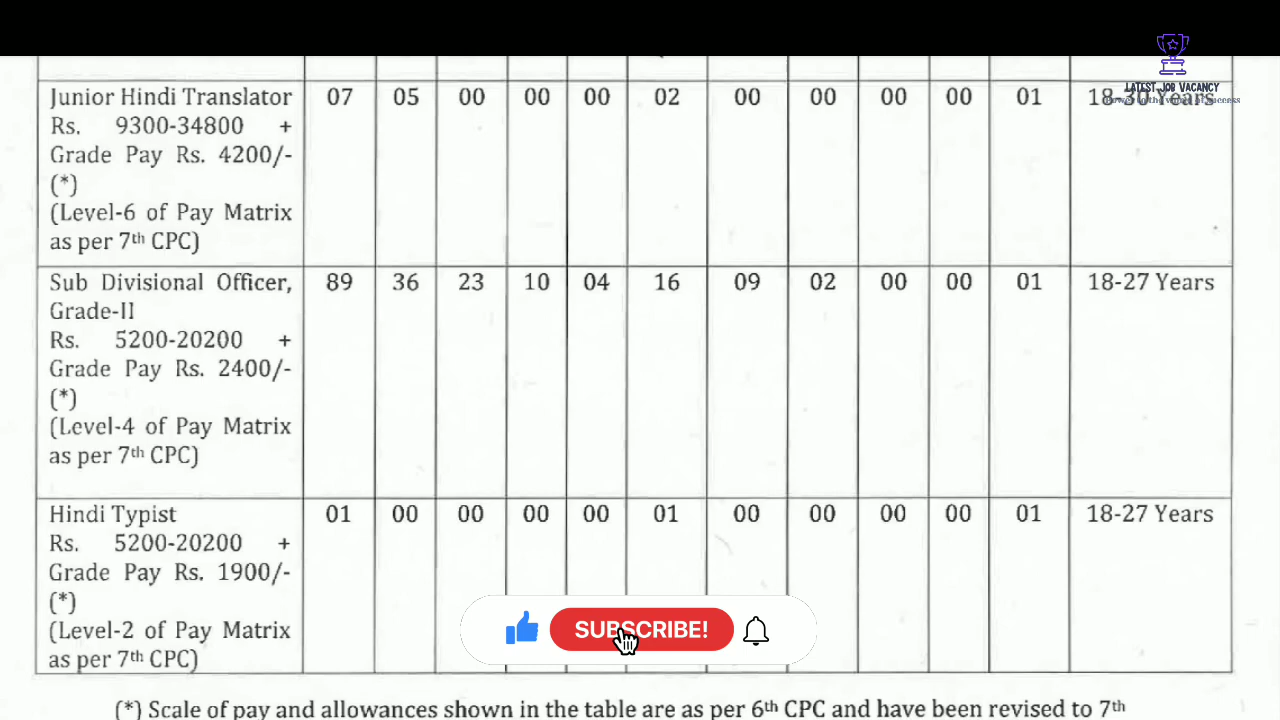 LATEST JOB VACANCY
Junior Hindi Translator 07 05 00 00 00 02 00 00 00 00 01 18-30 Years
Rs. 9300-34800 +
Grade Pay Rs. 4200/-
(*)
(Level-6 of Pay Matrix
as per 7th CPC)
Sub Divisional Officer, 89 36 23 10 04 16 09 02 00 00 01 18-27 Years
Grade-II
Rs. 5200-20200 +
Grade Pay Rs. 2400/-
(*)
(Level-4 of Pay Matrix
as per 7th CPC)
Hindi Typist 01 00 00 00 00 01 00 00 00 00 01 18-27 Years
Rs. 5200-20200 +
Grade Pay Rs. 1900/-
(*)
(Level-2 of Pay Matrix
as per 7th CPC)
SUBSCRIBE!
(*) Scale of pay and allowances shown in the table are as per 6th CPC and have been revised to 7th